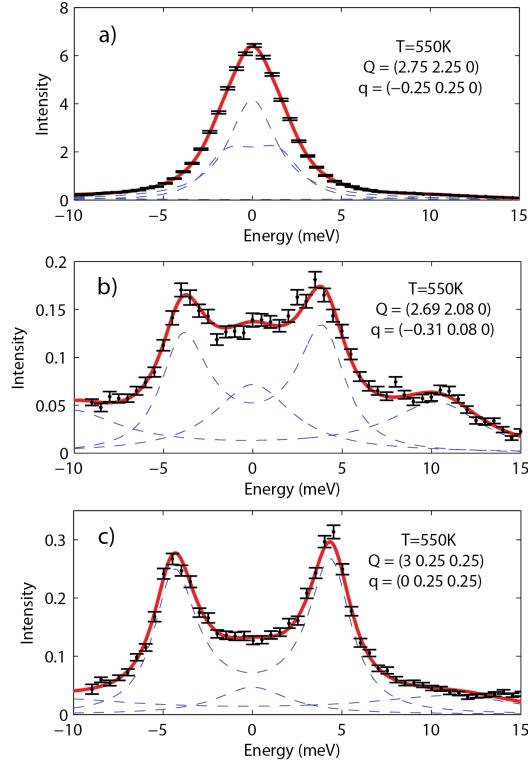 8
6
4
2
0
Intensity
a)
T=550K
Q = (2.75 2.25 0)
q = (−0.25 0.25 0)
−10 −5 0 5 10 15
Energy (meV)
0.2
0.15
0.1
0.05
0
Intensity
b)
T=550K
Q = (2.69 2.08 0)
q = (−0.31 0.08 0)
−10 −5 0 5 10 15
Energy (meV)
0.3
0.2
0.1
0
Intensity
c)
T=550K
Q = (3 0.25 0.25)
q = (0 0.25 0.25)
−10 −5 0 5 10 15
Energy (meV)